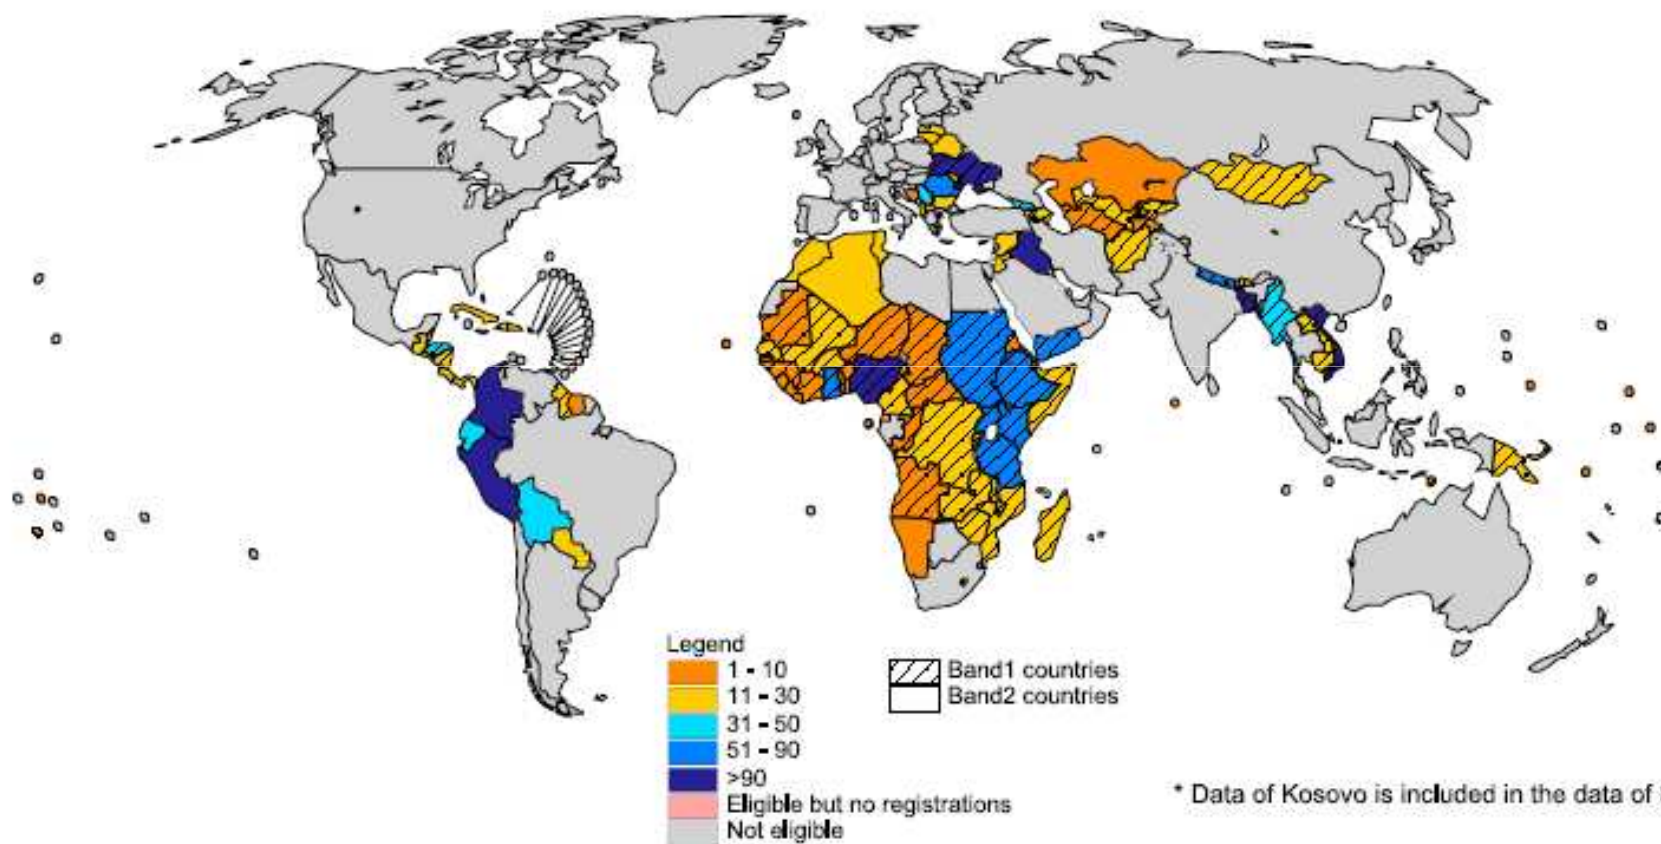 Legend
1 - 10
11 - 30
31 - 50
51 - 90
>90
Eligible but no registrations
Not eligible
Band1 countries
Band2 countries
* Data of Kosovo is included in the data of